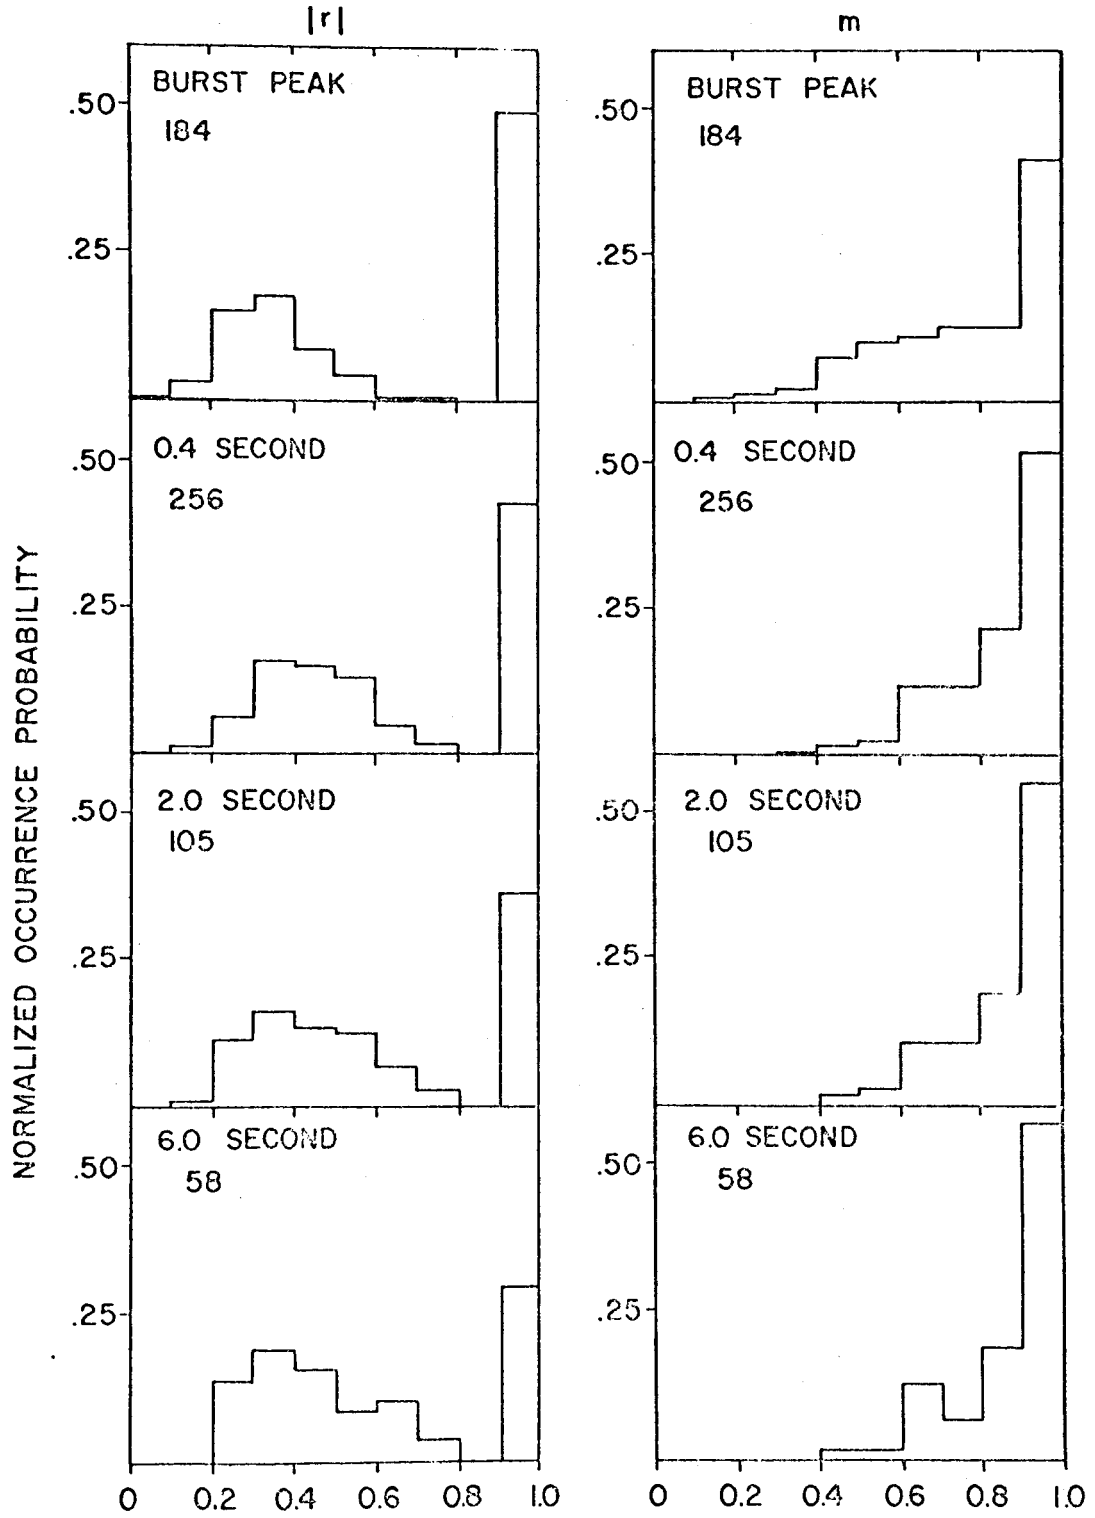 |r|
m
NORMALIZED OCCURRENCE PROBABILITY
BURST PEAK
184
.50
.25
BURST PEAK
184
.50
.25
0.4 SECOND
256
.50
.25
0.4 SECOND
256
.50
.25
2.0 SECOND
105
.50
.25
2.0 SECOND
105
.50
.25
6.0 SECOND
58
.50
.25
6.0 SECOND
58
.50
.25
0 0.2 0.4 0.6 0.8 1.0
0 0.2 0.4 0.6 0.8 1.0